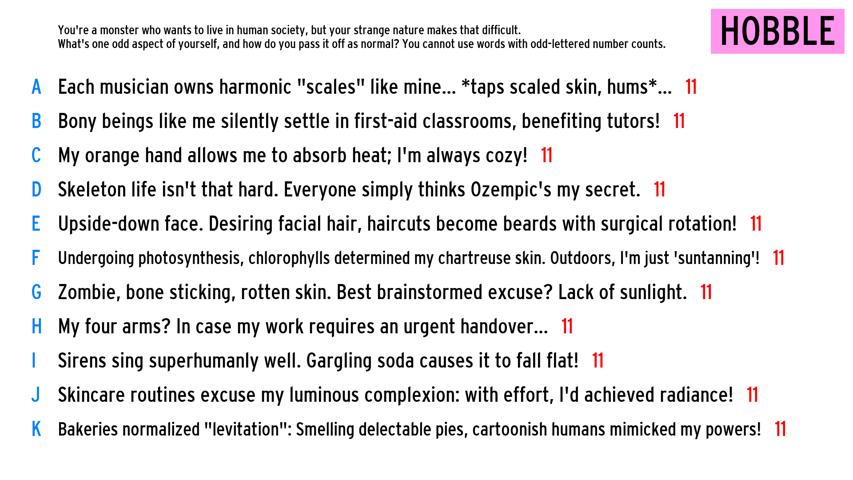 You're a monster who wants to live in human society, but your strange nature makes that difficult.
What's one odd aspect of yourself, and how do you pass it off as normal? You cannot use words with odd-lettered number counts.
HOBBLE
A Each musician owns harmonic "scales" like mine... *taps scaled skin, hums*... 11
B Bony beings like me silently settle in first-aid classrooms, benefiting tutors! 11
C My orange hand allows me to absorb heat; I'm always cozy! 11
D Skeleton life isn't that hard. Everyone simply thinks Ozempic's my secret. 11
E Upside-down face. Desiring facial hair, haircuts become beards with surgical rotation! 11
F Undergoing photosynthesis, chlorophylls determined my chartreuse skin. Outdoors, I'm just 'suntanning'! 11
G Zombie, bone sticking, rotten skin. Best brainstormed excuse? Lack of sunlight. 11
H My four arms? In case my work requires an urgent handover... 11
I Sirens sing superhumanly well. Gargling soda causes it to fall flat! 11
J Skincare routines excuse my luminous complexion: with effort, I'd achieved radiance! 11
K Bakeries normalized "levitation": Smelling delectable pies, cartoonish humans mimicked my powers! 11